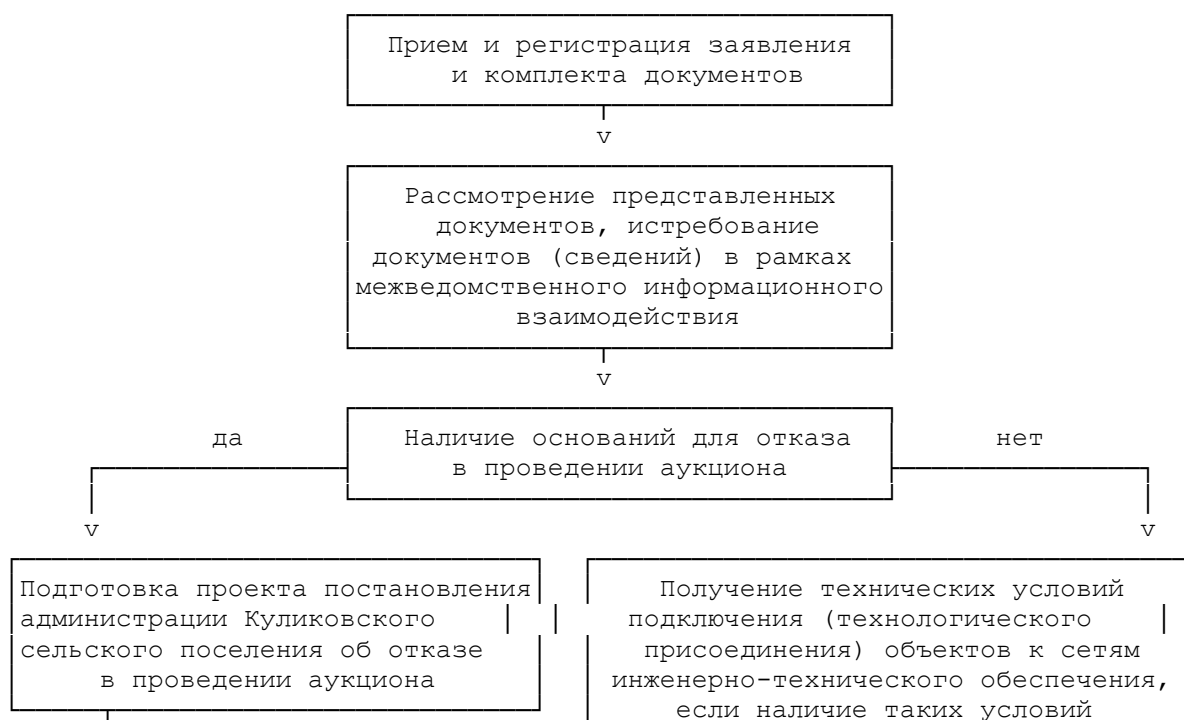 Прием и регистрация заявления
и комплекта документов
v
Рассмотрение представленных
документов, истребование
документов (сведений) в рамках
межведомственного информационного
взаимодействия
v
да
Наличие оснований для отказа
в проведении аукциона
нет
v
v
Подготовка проекта постановления
администрации Куликовского
сельского поселения об отказе
в проведении аукциона
Получение технических условий
подключения (технологического
присоединения) объектов к сетям
инженерно-технического обеспечения,
если наличие таких условий